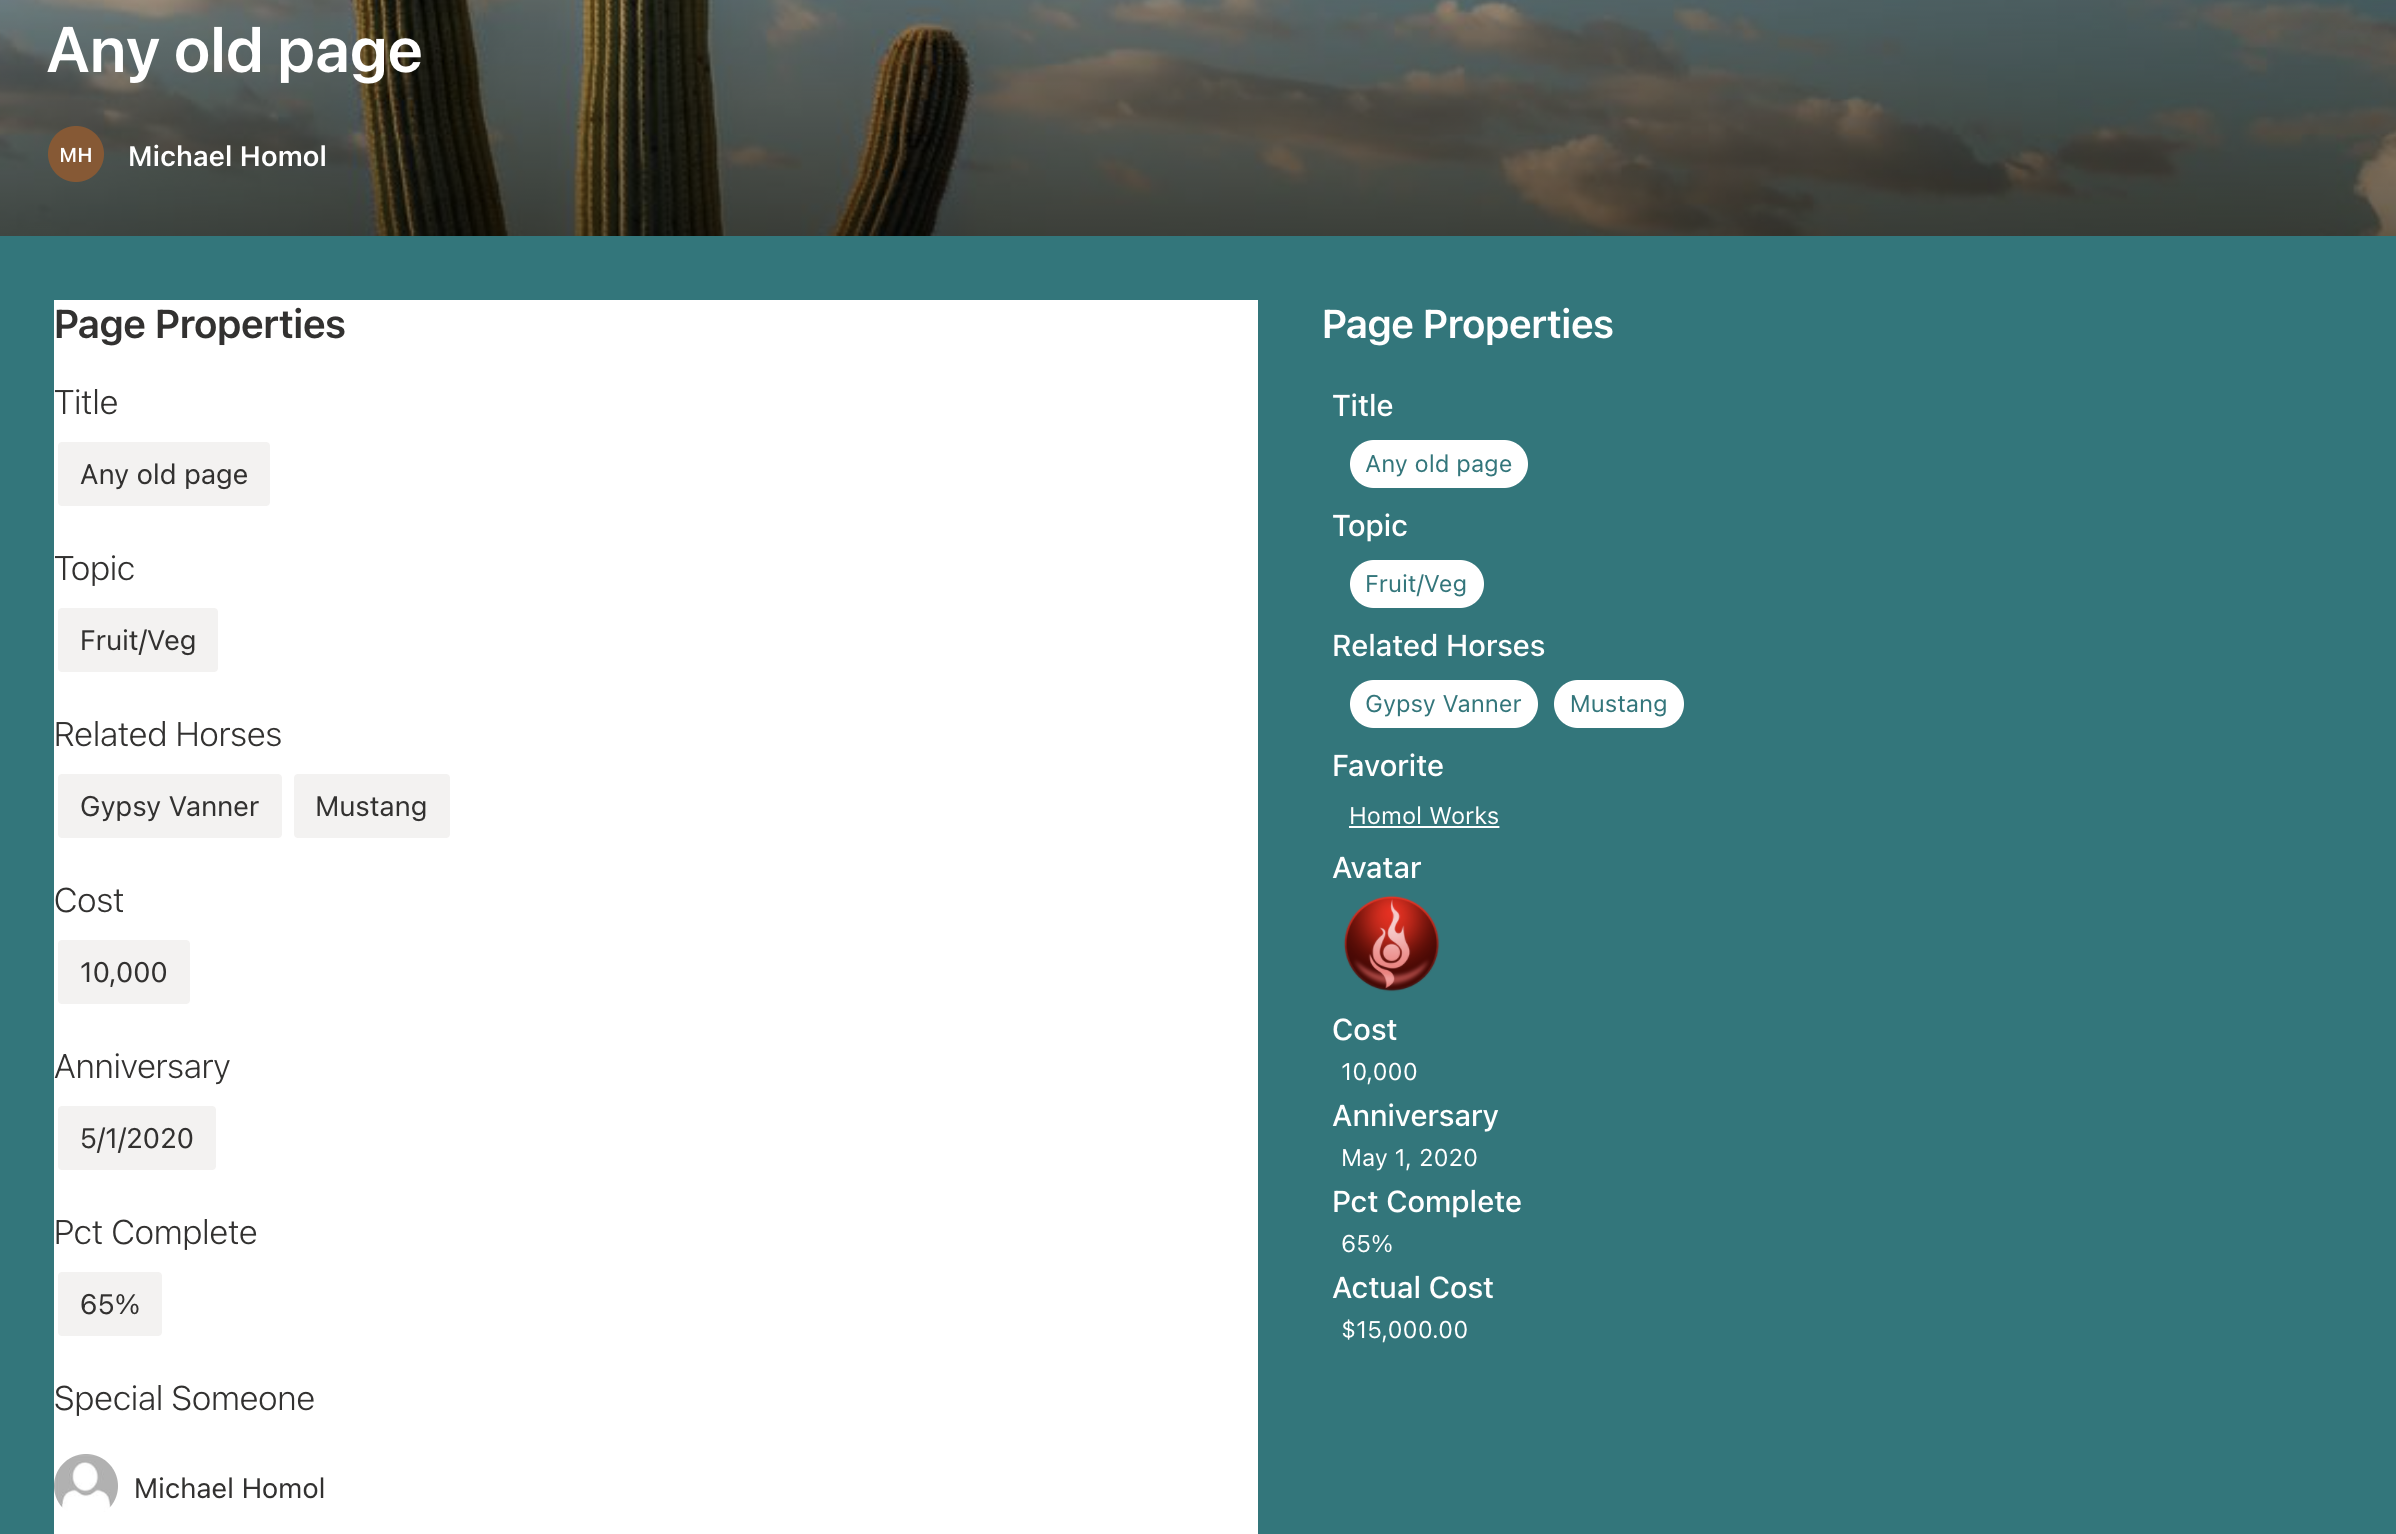 Any old page
MH
Michael Homol
Page Properties
Title
Any old page
Topic
Fruit/Veg
Related Horses
Gypsy Vanner Mustang
Cost
10,000
Anniversary
5/1/2020
Pct Complete
65%
Special Someone
Michael Homol
Page Properties
Title
Any old page
Topic
Fruit/Veg
Related Horses
Gypsy Vanner Mustang
Favorite
Homol Works
Avatar
Cost
10,000
Anniversary
May 1, 2020
Pct Complete
65%
Actual Cost
$15,000.00